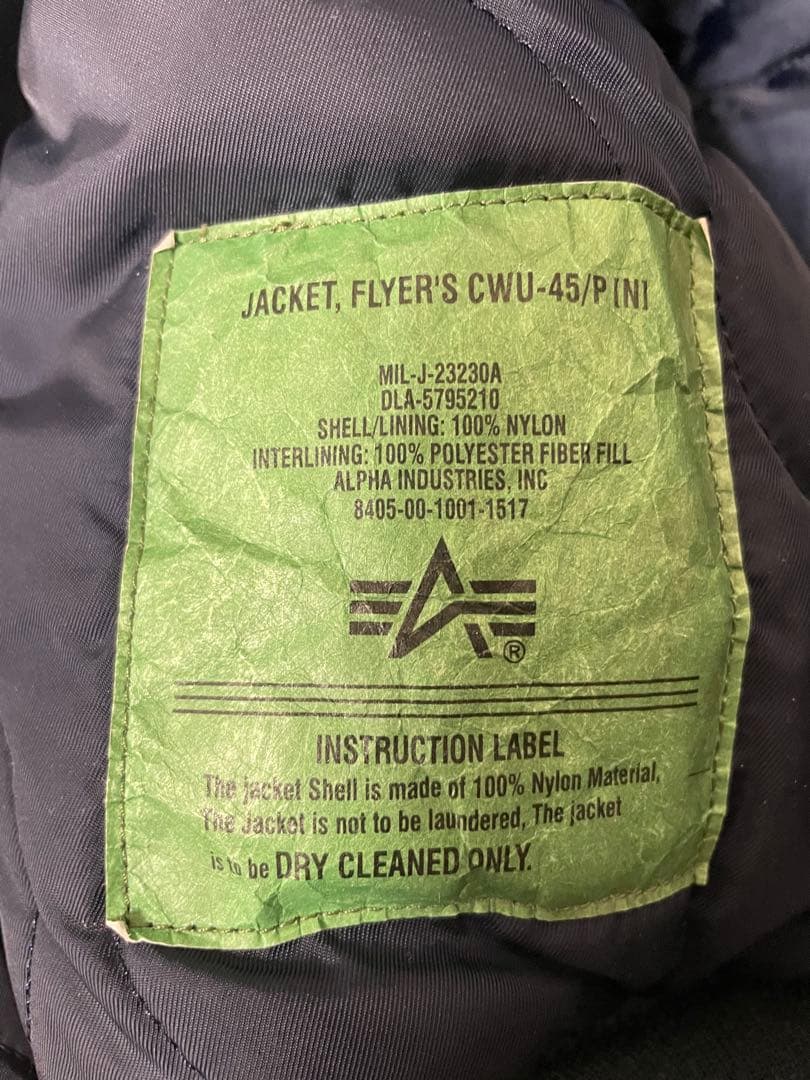 JACKET, FLYER'S CWU-45/P [N]
MIL-J-23230A
DLA-5795210
SHELL/LINING: 100% NYLON
INTERLINING: 100% POLYESTER FIBER FILL
ALPHA INDUSTRIES, INC
8405-00-1001-1517
®
INSTRUCTION LABEL
The jacket Shell is made of 100% Nylon Material,
The Jacket is not to be laundered, The jacket
is to be DRY CLEANED ONLY.